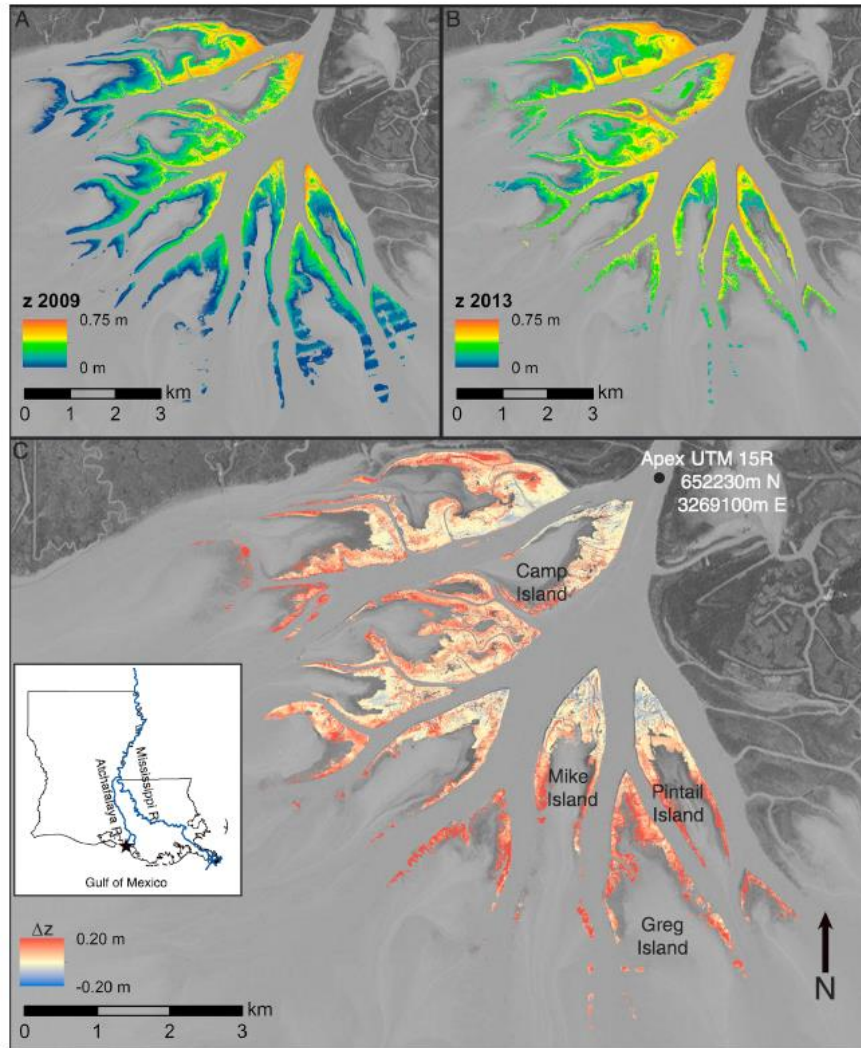 A
z 2009
0.75 m
0 m
km
0 1 2 3
B
z 2013
0.75 m
0 m
km
0 1 2 3
C
Apex UTM 15R
652230m N
3269100m E
Camp
Island
Mike
Island
Pintail
Island
Greg
Island
Mississippi R.
Atchafalaya R.
Gulf of Mexico
Δz
0.20 m
-0.20 m
km
0 1 2 3
N